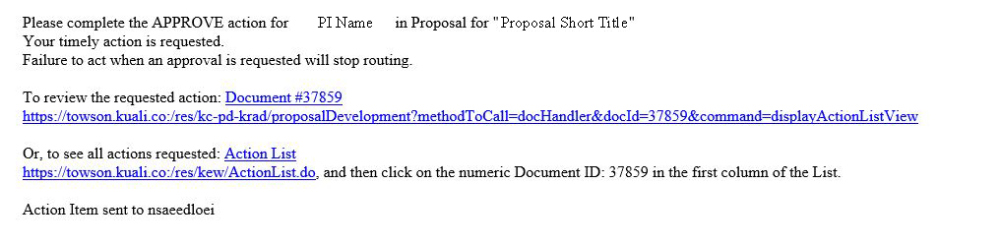 Please complete the APPROVE action for PI Name in Proposal for "Proposal Short Title"
Your timely action is requested.
Failure to act when an approval is requested will stop routing.
To review the requested action: Document #37859
https://towson.kuali.co:/res/kc-pd-krad/proposalDevelopment?methodToCall=docHandler&docId=37859&command=displayActionListView
Or, to see all actions requested: Action List
https://towson.kuali.co:/res/kew/ActionList.do, and then click on the numeric Document ID: 37859 in the first column of the List.
Action Item sent to nsaeedloei